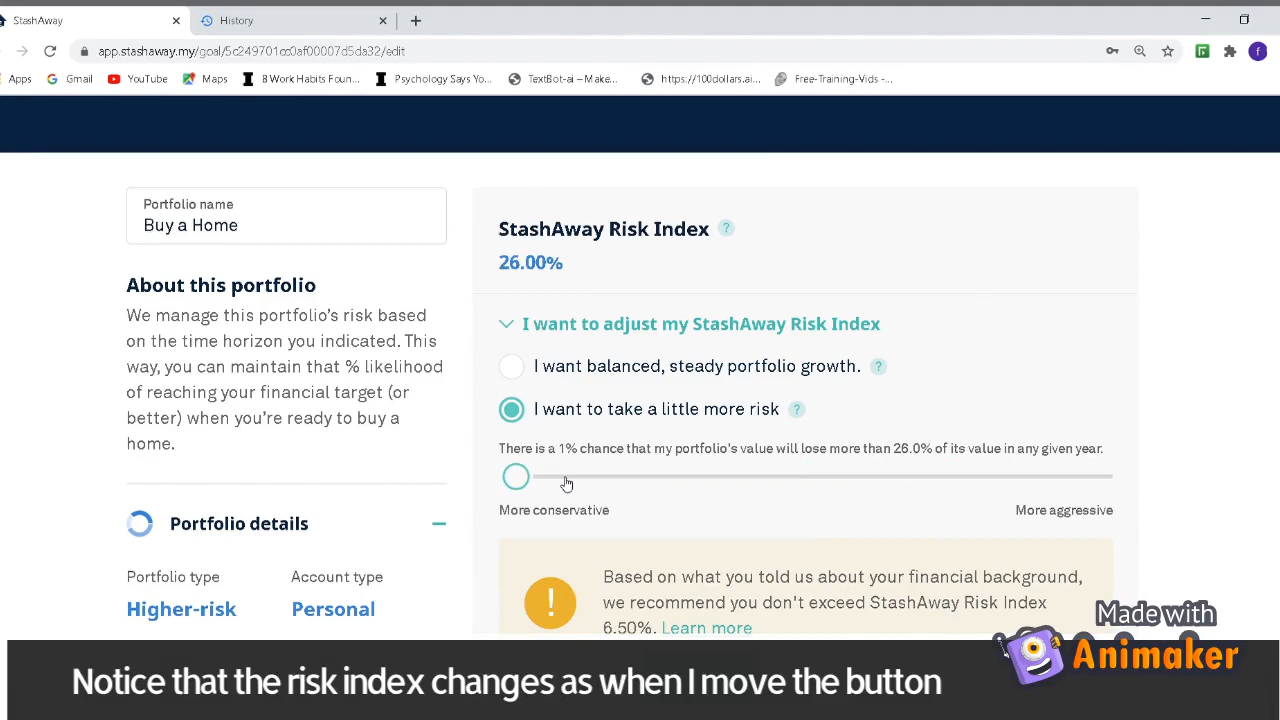 StashAway
History
app.stashaway.my/goal/5c249701cc0af00007d5da32/edit
Apps
Gmail
YouTube
Maps
8 Work Habits Foun...
Psychology Says Yo...
TextBot-ai – Make...
https://100dollars.ai...
Free-Training-Vids -...
f
Portfolio name
Buy a Home
About this portfolio
We manage this portfolio's risk based
on the time horizon you indicated. This
way, you can maintain that % likelihood
of reaching your financial target (or
better) when you're ready to buy a
home.
Portfolio details
Portfolio type
Account type
Higher-risk
Personal
StashAway Risk Index ?
26.00%
I want to adjust my StashAway Risk Index
I want balanced, steady portfolio growth. ?
I want to take a little more risk ?
There is a 1% chance that my portfolio's value will lose more than 26.0% of its value in any given year.
More conservative
More aggressive
Based on what you told us about your financial background,
we recommend you don't exceed StashAway Risk Index
6.50%. Learn more
Made with
Animaker
Notice that the risk index changes as when I move the button